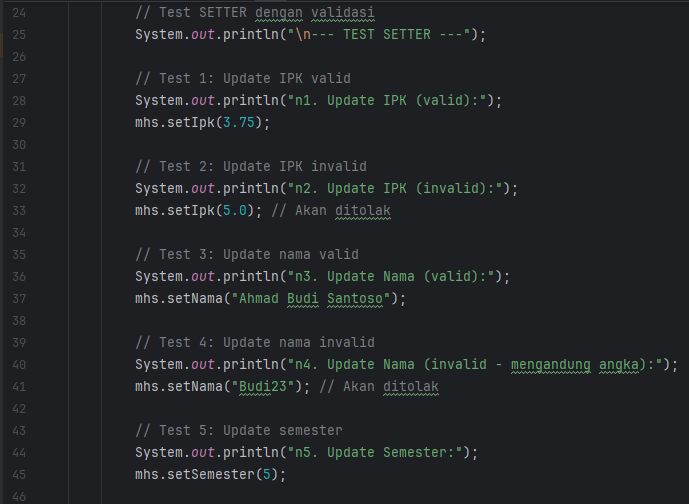 24 // Test SETTER dengan validasi
25 System.out.println("\n--- TEST SETTER ---");
26
27 // Test 1: Update IPK valid
28 System.out.println("n1. Update IPK (valid):");
29 mhs.setIpk(3.75);
30
31 // Test 2: Update IPK invalid
32 System.out.println("n2. Update IPK (invalid):");
33 mhs.setIpk(5.0); // Akan ditolak
34
35 // Test 3: Update nama valid
36 System.out.println("n3. Update Nama (valid):");
37 mhs.setNama("Ahmad Budi Santoso");
38
39 // Test 4: Update nama invalid
40 System.out.println("n4. Update Nama (invalid - mengandung angka):");
41 mhs.setNama("Budi23"); // Akan ditolak
42
43 // Test 5: Update semester
44 System.out.println("n5. Update Semester:");
45 mhs.setSemester(5);
46